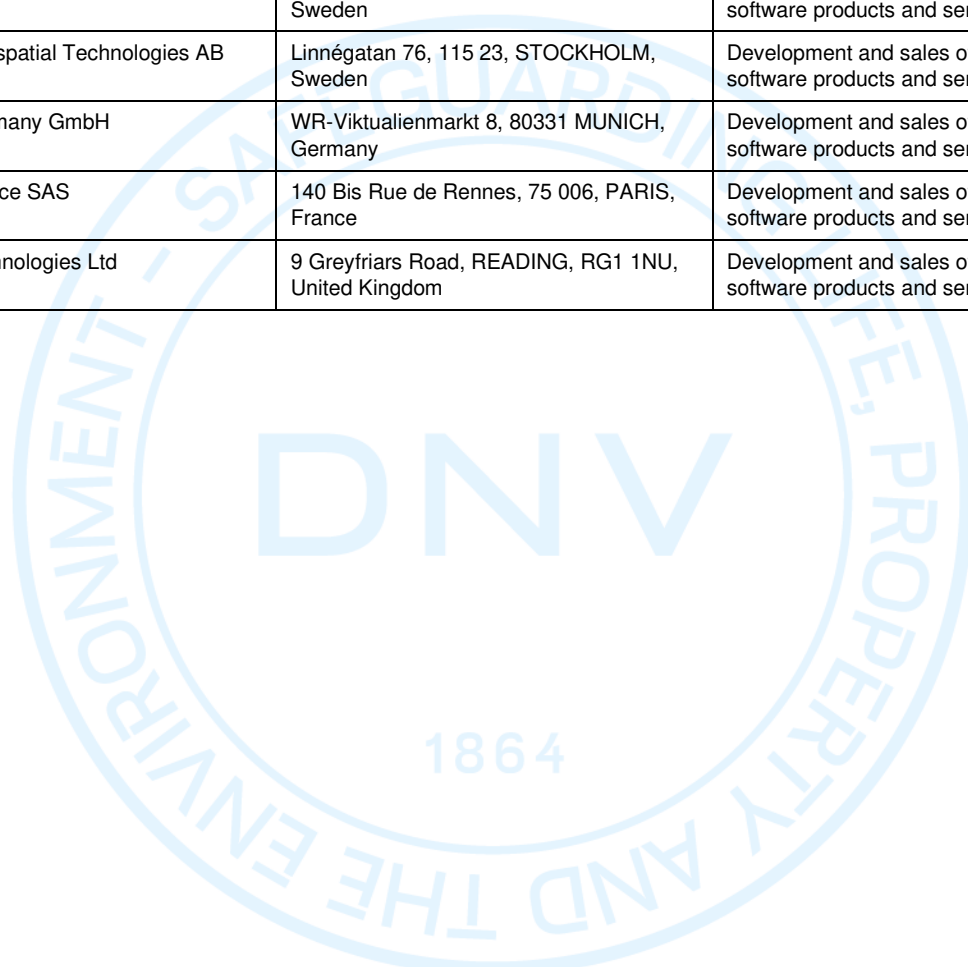 Sweden
software products and ser
spatial Technologies AB
Linnégatan 76, 115 23, STOCKHOLM,
Sweden
Development and sales o
software products and ser
many GmbH
WR-Viktualienmarkt 8, 80331 MUNICH,
Germany
Development and sales o
software products and ser
ce SAS
140 Bis Rue de Rennes, 75 006, PARIS,
France
Development and sales o
software products and ser
nnologies Ltd
9 Greyfriars Road, READING, RG1 1NU,
United Kingdom
Development and sales o
software products and ser
SAFEGUARDING LIFE, PROPERTY AND THE ENVIRONMENT -
DNV
1864